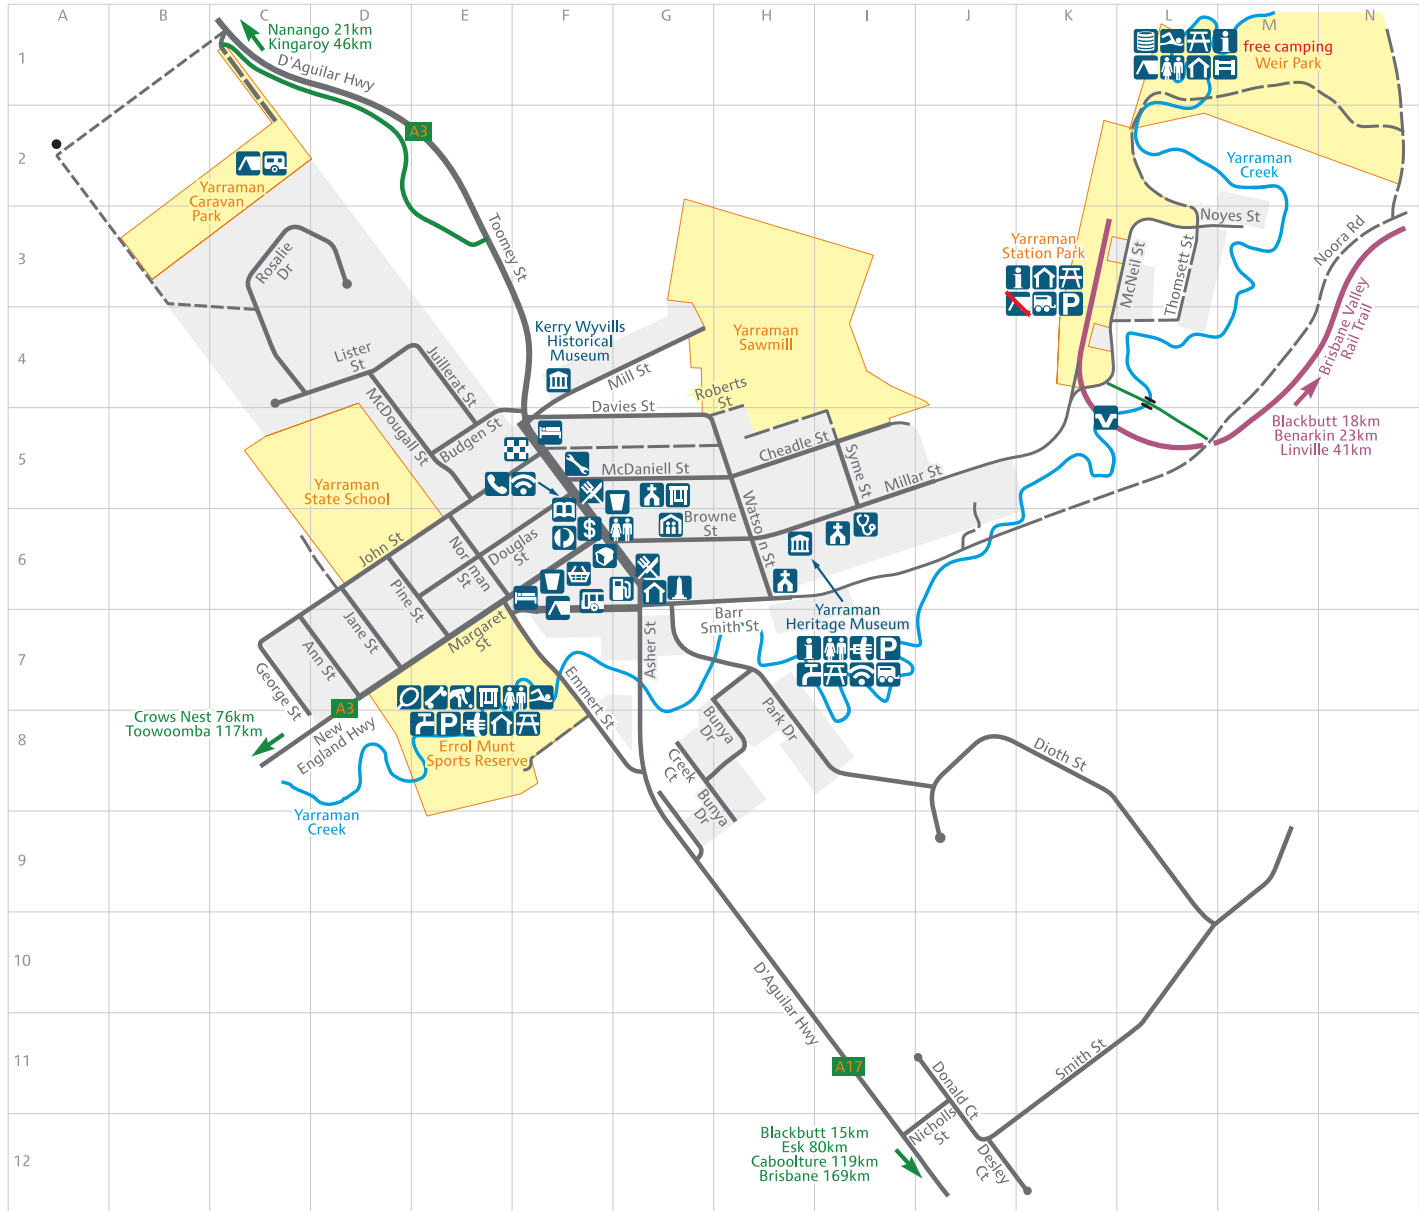 A B C D E F G H I J K L M N
1
2
3
4
5
6
7
8
9
10
11
12
Nanango 21km
Kingaroy 46km
D'Aguilar Hwy
A3
free camping
Weir Park
Yarraman
Creek
Yarraman
Caravan
Park
Toomey St
Noyes St
Noora Rd
Rosalie
Dr
Yarraman
Station Park
P
McNeil St
Thomsett St
Brisbane Valley
Rail Trail
Kerry Wyvills
Historical
Museum
Yarraman
Sawmill
Lister
St
Juillerat St
Mill St
Roberts
St
McDougall St
Davies St
Blackbutt 18km
Benarkin 23km
Linville 41km
Budgen St
Cheadle St
Syme St
McDaniell St
Millar St
Yarraman
State School
Watson St
Browne
St
$
John St
Norman
St
Douglas
St
Pine St
Jane St
Ann St
George St
Margaret
St
Barr
Smith St
Yarraman
Heritage Museum
P
Asher St
Emmert St
Crows Nest 76km
Toowoomba 117km
A3
New
England Hwy
P
Errol Munt
Sports Reserve
Bunya
Dr
Park Dr
Creek
Ct
Bunya
Dr
Dioth St
Yarraman
Creek
D'Aguilar Hwy
A17
Smith St
Donald Ct
Nicholls
St
Desley
Ct
Blackbutt 15km
Esk 80km
Caboolture 119km
Brisbane 169km